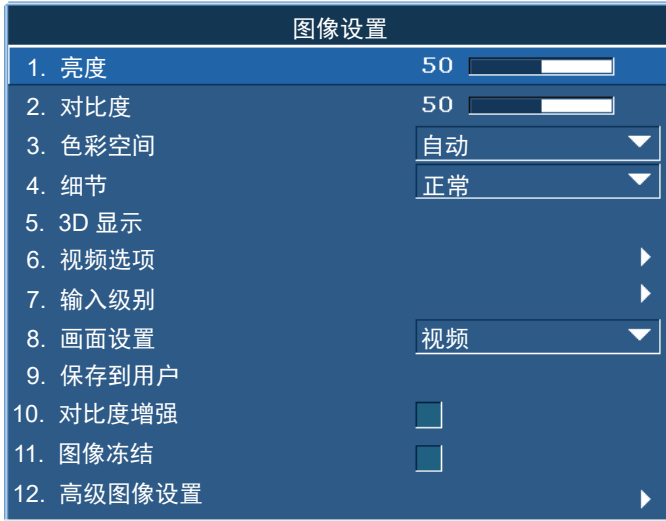 图像设置
1. 亮度 50
2. 对比度 50
3. 色彩空间 自动
4. 细节 正常
5. 3D 显示
6. 视频选项
7. 输入级别
8. 画面设置 视频
9. 保存到用户
10. 对比度增强
11. 图像冻结
12. 高级图像设置